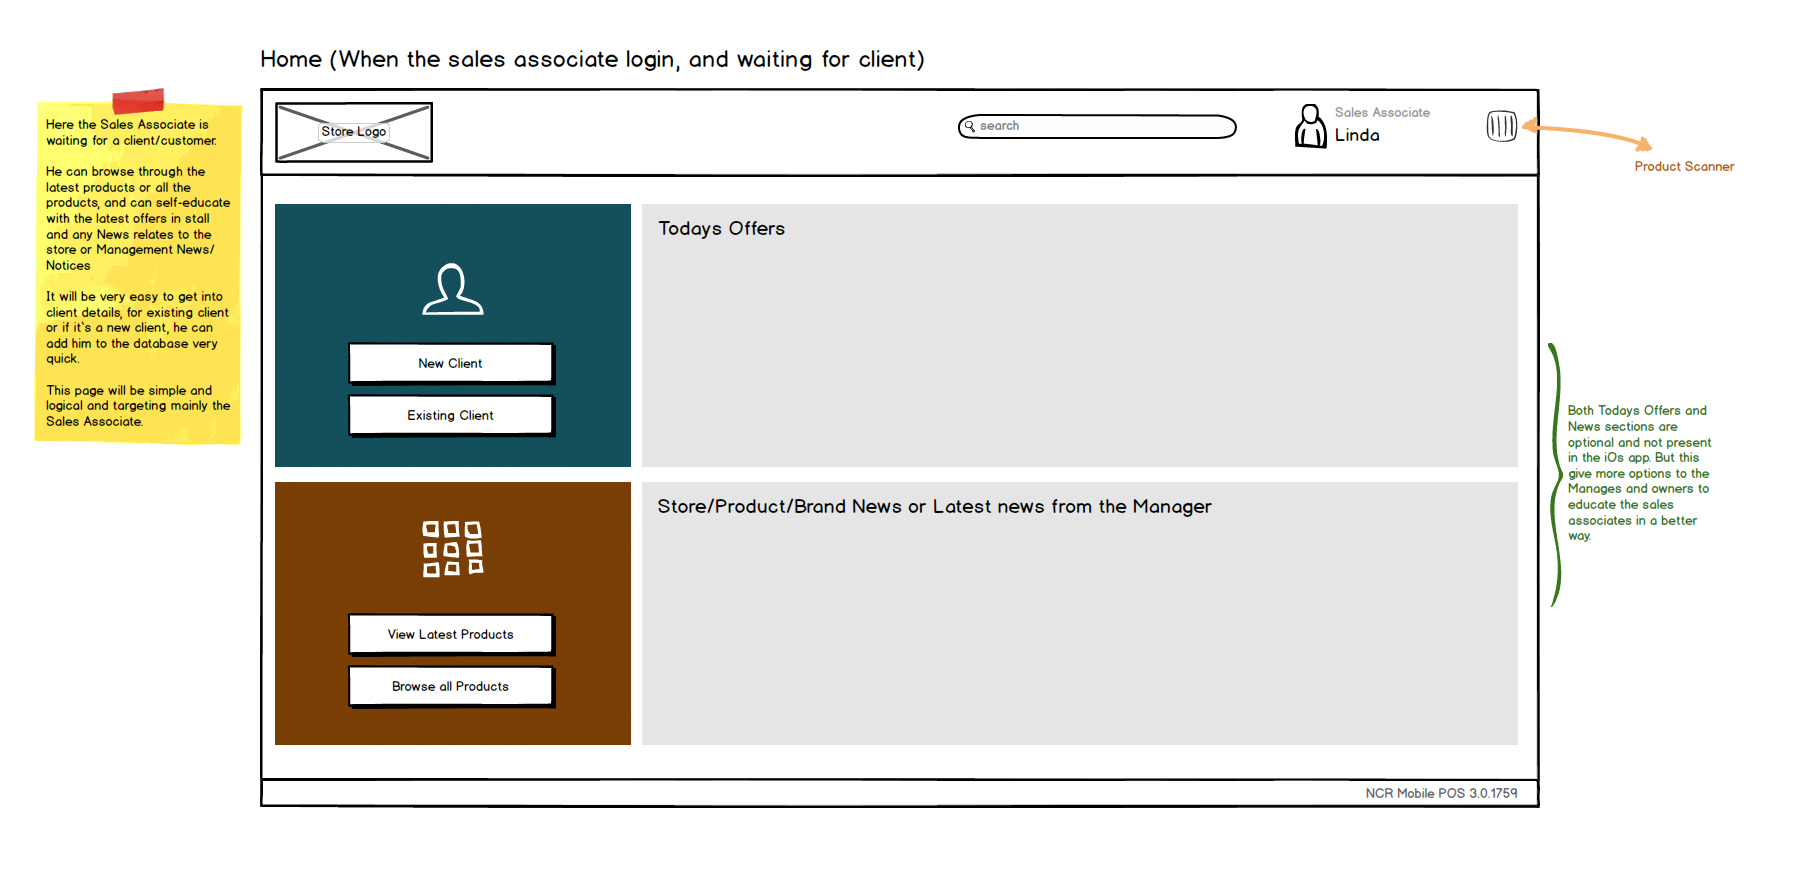 Home (When the sales associate login, and waiting for client)
Here the Sales Associate is
waiting for a client/customer.
He can browse through the
latest products or all the
products, and can self-educate
with the latest offers in stall
and any News relates to the
store or Management News/
Notices
It will be very easy to get into
client details, for existing client
or if it`s a new client, he can
add him to the database very
quick.
This page will be simple and
logical and targeting mainly the
Sales Associate.
Store Logo
search
Sales Associate
Linda
Product Scanner
New Client
Existing Client
Todays Offers
View Latest Products
Browse all Products
Store/Product/Brand News or Latest news from the Manager
Both Todays Offers and
News sections are
optional and not present
in the iOs app. But this
give more options to the
Manages and owners to
educate the sales
associates in a better
way.
NCR Mobile POS 3.0.1759